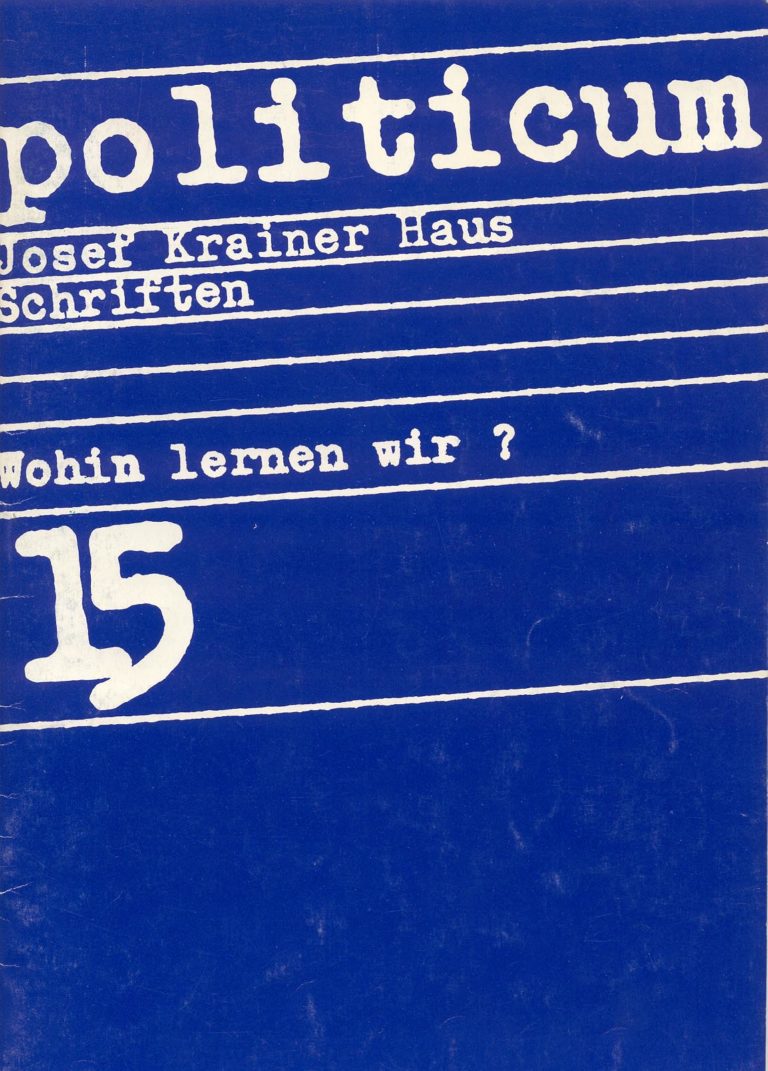 politicum
Josef Krainer Haus
Schriften
Wohin lernen wir ?
15